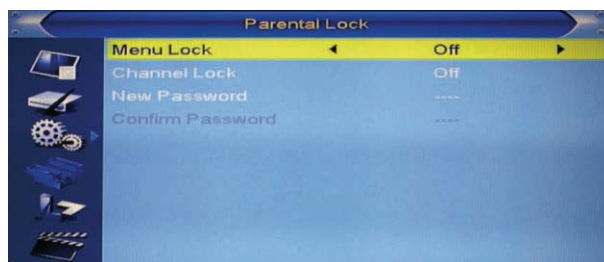 Parental Lock
Menu Lock Off
Channel Lock Off
New Password ----
Confirm Password ----